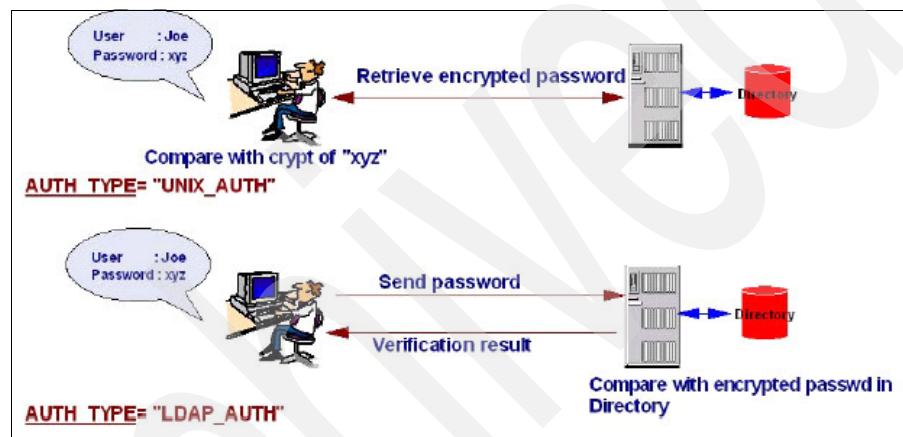 User : Joe
Password : xyz
Retrieve encrypted password
Directory
Compare with crypt of "xyz"
AUTH_TYPE= "UNIX_AUTH"
User : Joe
Password : xyz
Send password
Directory
Verification result
Compare with encrypted passwd in
Directory
AUTH_TYPE= "LDAP_AUTH"